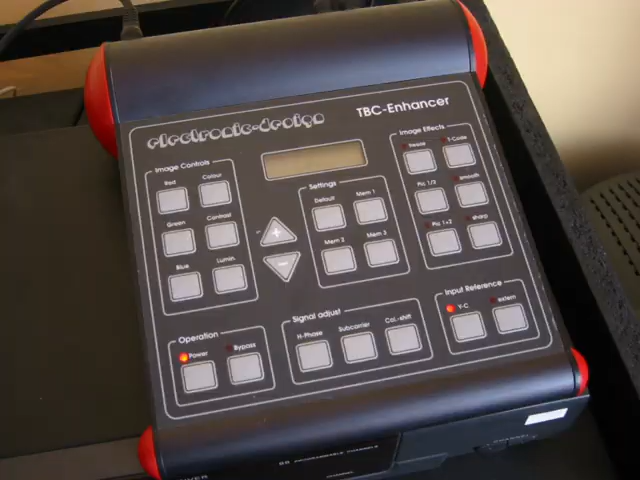 electronic-design
TBC-Enhancer
Image Controls
Red
Colour
Green
Contrast
Blue
Lumin.
Settings
Default
Mem 1
Mem 2
Mem 3
Image Effects
freeze
T-Code
Pic 1/2
smooth
Pic 1+2
sharp
Operation
Power
Bypass
Signal adjust
H-Phase
Subcarrier
Col.-shift
Input Reference
Y-C
extern
PROGRAMMABLE CHANNELS